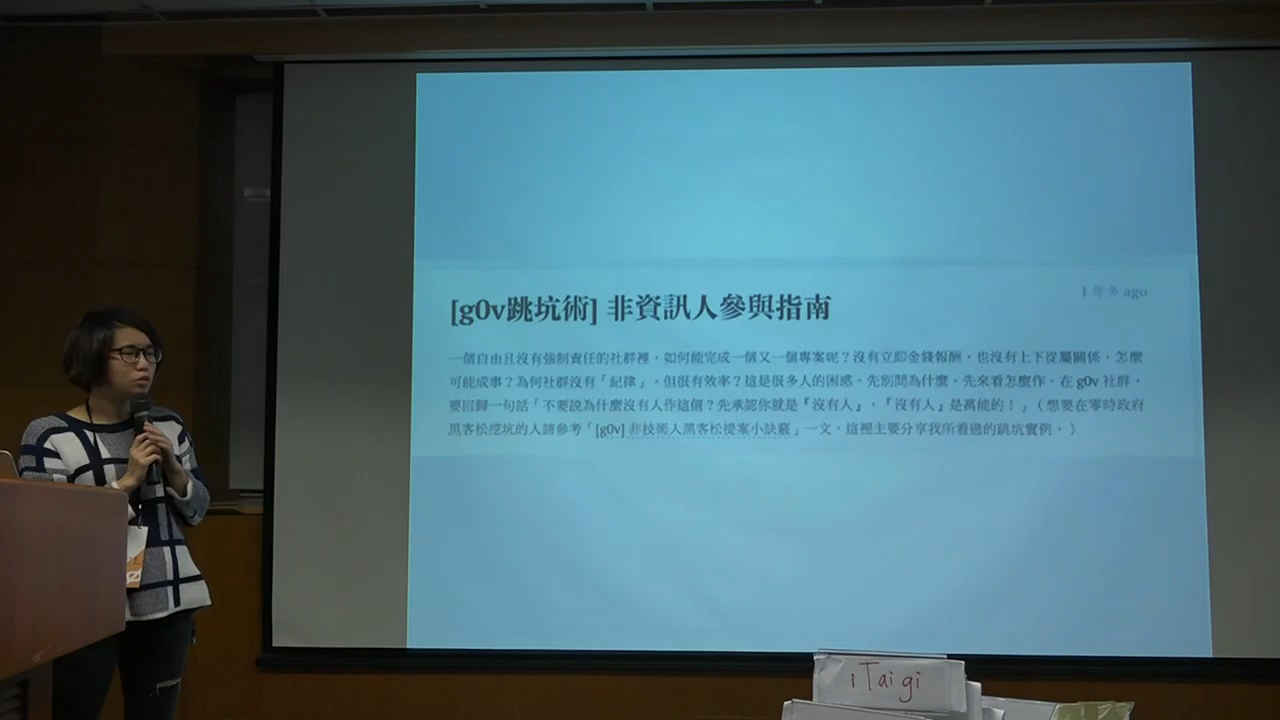 1 年多 ago
[g0v跳坑術] 非資訊人參與指南
一個自由且沒有強制責任的社群裡，如何能完成一個又一個專案呢？沒有立即金錢報酬，也沒有上下從屬關係，怎麼
可能成事？為何社群沒有「紀律」，但很有效率？這是很多人的困惑。先別問為什麼，先來看怎麼作。在 g0v 社群，
要回歸一句話「不要說為什麼沒有人作這個？先承認你就是『沒有人』，『沒有人』是萬能的！」（想要在零時政府
黑客松挖坑的人請參考「[g0v] 非技術人黑客松提案小訣竅」一文，這裡主要分享我所看過的跳坑實例。）
iTaigi